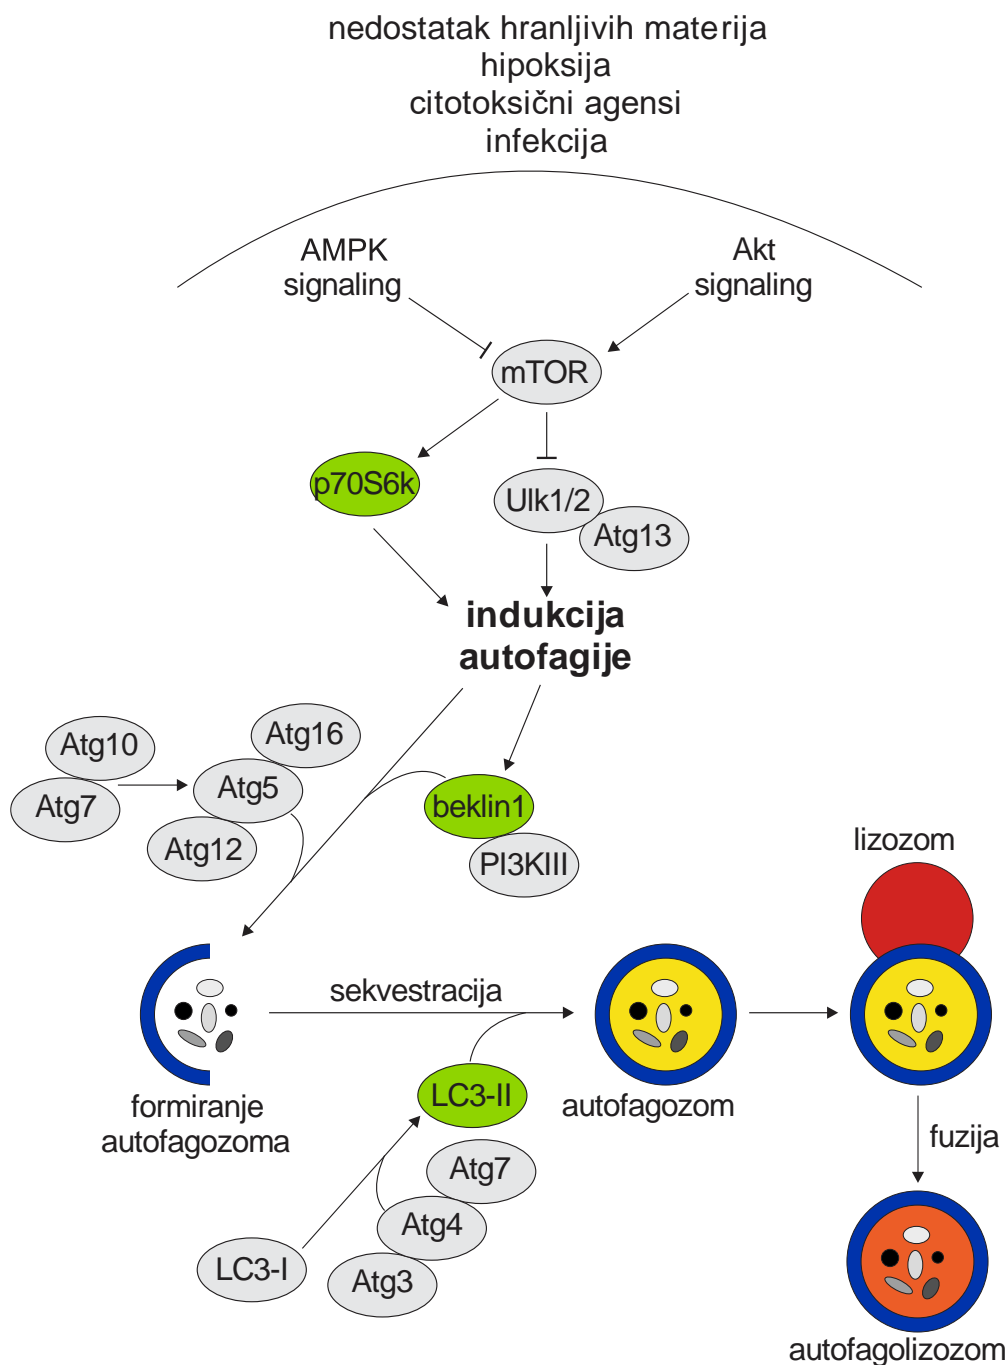 nedostatak hranljivih materija
hipoksija
citotoksični agensi
infekcija
AMPK
signaling
Akt
signaling
mTOR
p70S6k
Ulk1/2
Atg13
indukcija
autofagije
Atg10
Atg7
Atg16
Atg5
Atg12
beklin1
PI3KIII
lizozom
sekvestracija
formiranje
autofagozoma
LC3-II
autofagozom
fuzija
Atg7
Atg4
Atg3
LC3-I
autofagolizozom